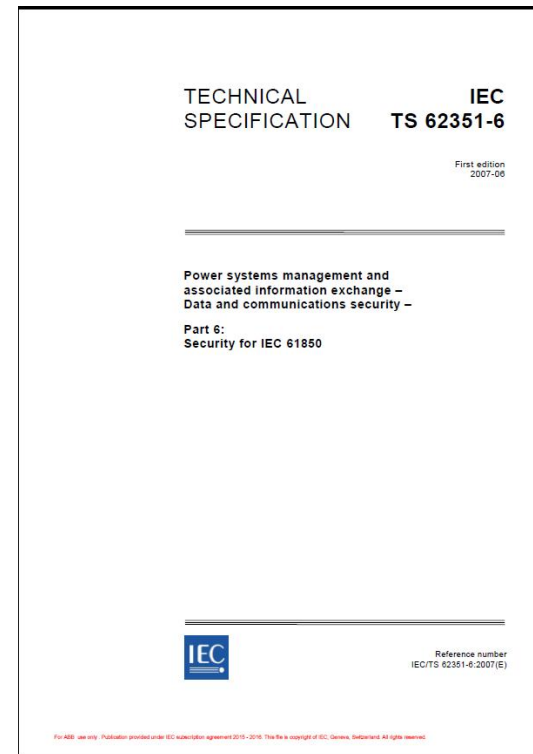 TECHNICAL
SPECIFICATION
IEC
TS 62351-6
First edition
2007-06
Power systems management and
associated information exchange –
Data and communications security –
Part 6:
Security for IEC 61850
IEC
Reference number
IEC/TS 62351-6:2007(E)
For ABB use only. Publication provided under IEC subscription agreement 2015 - 2016. This file is copyright of IEC, Geneva, Switzerland. All rights reserved.